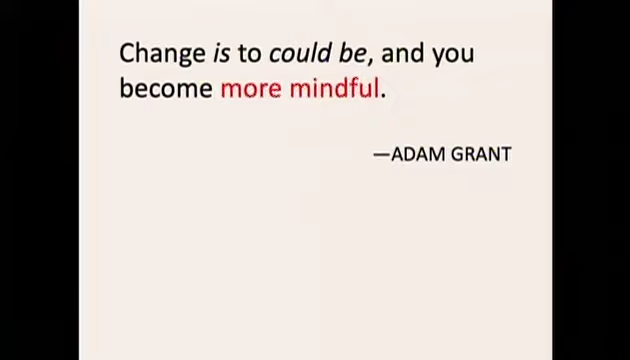 Change is to could be, and you
become more mindful.
—ADAM GRANT